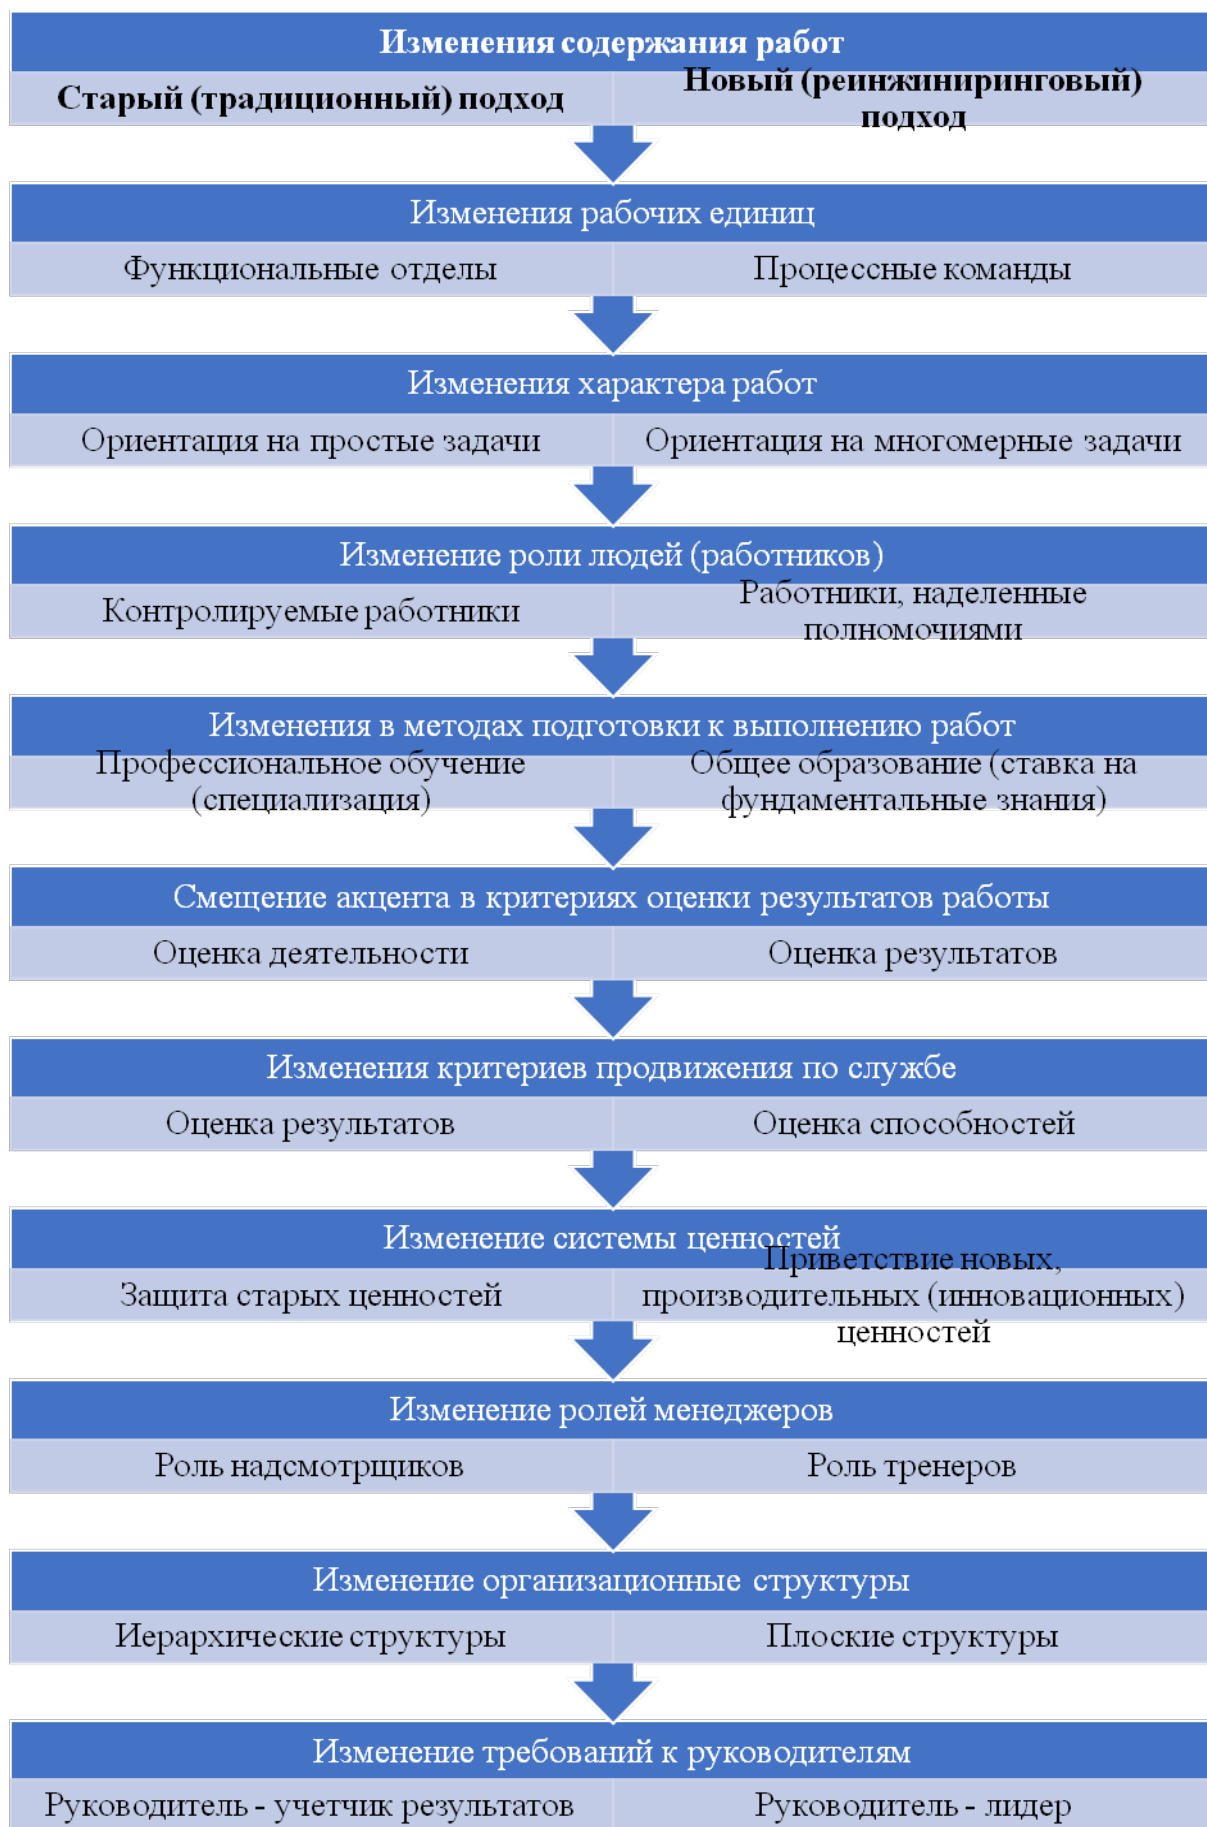 Изменения содержания работ
Старый (традиционный) подход
Новый (реинжиниринговый)
подход
Изменения рабочих единиц
Функциональные отделы
Процессные команды
Изменения характера работ
Ориентация на простые задачи
Ориентация на многомерные задачи
Изменение роли людей (работников)
Контролируемые работники
Работники, наделенные
полномочиями
Изменения в методах подготовки к выполнению работ
Профессиональное обучение
(специализация)
Общее образование (ставка на
фундаментальные знания)
Смещение акцента в критериях оценки результатов работы
Оценка деятельности
Оценка результатов
Изменения критериев продвижения по службе
Оценка результатов
Оценка способностей
Изменение системы ценностей
Защита старых ценностей
Приветствие новых,
производительных (инновационных)
ценностей
Изменение ролей менеджеров
Роль надсмотрщиков
Роль тренеров
Изменение организационные структуры
Иерархические структуры
Плоские структуры
Изменение требований к руководителям
Руководитель - учетчик результатов
Руководитель - лидер